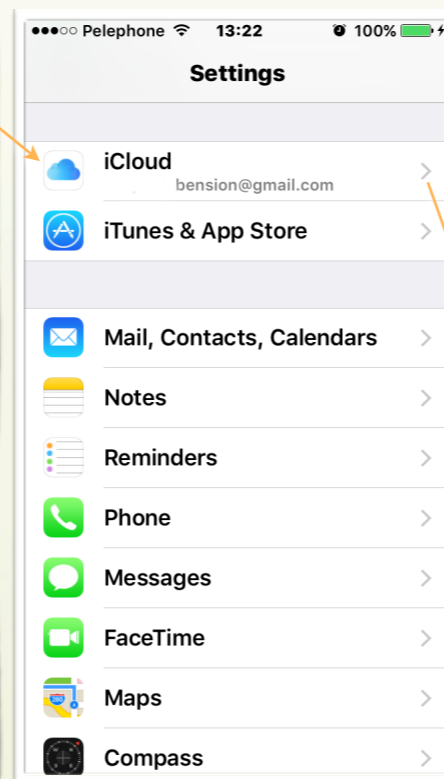 Pelephone 13:22 100%
Settings
iCloud
bension@gmail.com
iTunes & App Store
Mail, Contacts, Calendars
Notes
Reminders
Phone
Messages
FaceTime
280
Maps
Compass